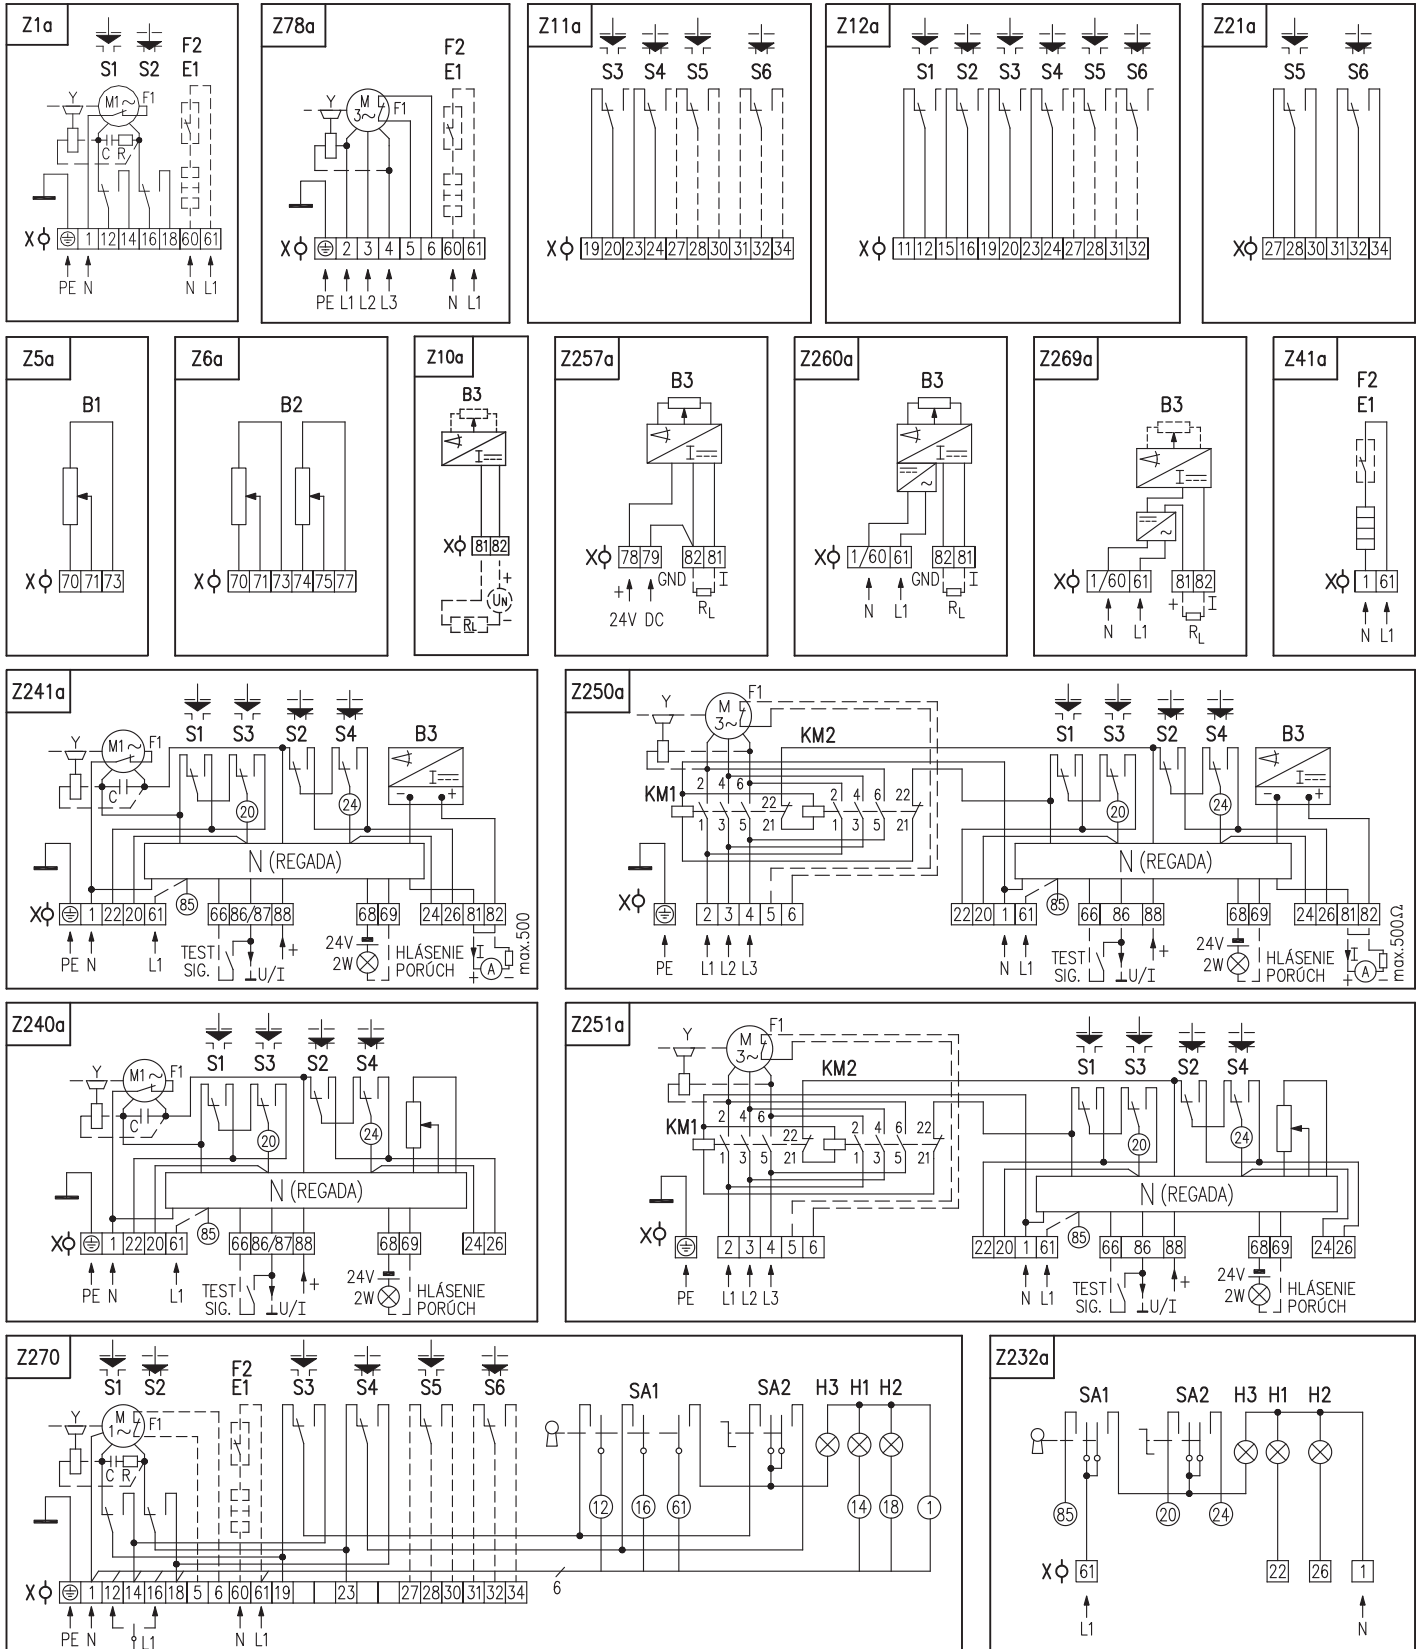 Z1a
S1 S2 F2
E1
Y M1~ F1
C R
X ⏚ 1 12 14 16 18 60 61
PE N N L1
Z78a
F2
E1
Y M 3~ F1
X ⏚ 2 3 4 5 6 60 61
PE L1 L2 L3 N L1
Z11a
S3 S4 S5 S6
X 19 20 23 24 27 28 30 31 32 34
Z12a
S1 S2 S3 S4 S5 S6
X 11 12 15 16 19 20 23 24 27 28 31 32
Z21a
S5 S6
X 27 28 30 31 32 34
Z5a
B1
X 70 71 73
Z6a
B2
X 70 71 73 74 75 77
Z10a
B3
I
X 81 82
+
UN
RL −
Z257a
B3
I
X 78 79 82 81
+ GND I
24V DC RL
Z260a
B3
I
~
X 1/60 61 82 81
GND I
N L1 RL
Z269a
B3
I
~
X 1/60 61 81 82
+ I
N L1 RL
Z41a
F2
E1
X 1 61
N L1
Z241a
S1 S3 S2 S4
Y M1~ F1 B3
I
C 20 24 − +
N (REGADA)
85
X ⏚ 1 22 20 61 66 86/87 88 68 69 24 26 81 82
PE N L1 TEST
SIG. U/I +
24V
2W HLÁSENIE
PORÚCH
I + A − max.500
Z250a
Y M 3~ F1
KM2
S1 S3 S2 S4 B3
I
2 4 6 22 2 4 6 22
KM1
1 3 5 21 1 3 5 21
20 24 − +
N (REGADA)
85
X ⏚ 2 3 4 5 6 22 20 1 61 66 86 88 68 69 24 26 81 82
PE L1 L2 L3 N L1 TEST
SIG. U/I +
24V
2W HLÁSENIE
PORÚCH
I + A − max.500Ω
Z240a
S1 S3 S2 S4
Y M1~ F1
C 20 24
N (REGADA)
85
X ⏚ 1 22 20 61 66 86/87 88 68 69 24 26
PE N L1 TEST
SIG. U/I +
24V
2W HLÁSENIE
PORÚCH
Z251a
Y M 3~ F1
KM2
S1 S3 S2 S4
2 4 6 22 2 4 6 22
KM1
1 3 5 21 1 3 5 21
20 24
N (REGADA)
85
X ⏚ 2 3 4 5 6 22 20 1 61 66 86 88 68 69 24 26
PE L1 L2 L3 N L1 TEST
SIG. U/I +
24V
2W HLÁSENIE
PORÚCH
Z270
S1 S2 F2
E1 S3 S4 S5 S6
SA1 SA2 H3 H1 H2
Y M 1~ F1
C R
12 16 61 14 18 1
6
X ⏚ 1 12 14 16 18 5 6 60 61 19 23 27 28 30 31 32 34
PE N L1 N L1
Z232a
SA1 SA2 H3 H1 H2
85 20 24
X 61 22 26 1
L1 N